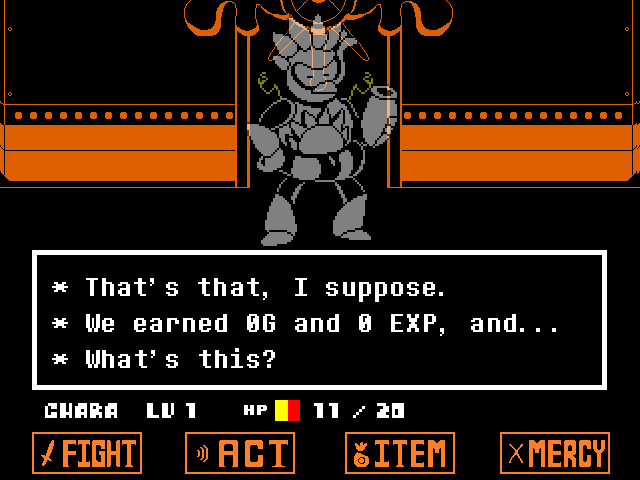 * That's that, I suppose.
* We earned 0G and 0 EXP, and...
* What's this?
CHARA LV 1 HP 11 / 20
FIGHT ACT ITEM MERCY